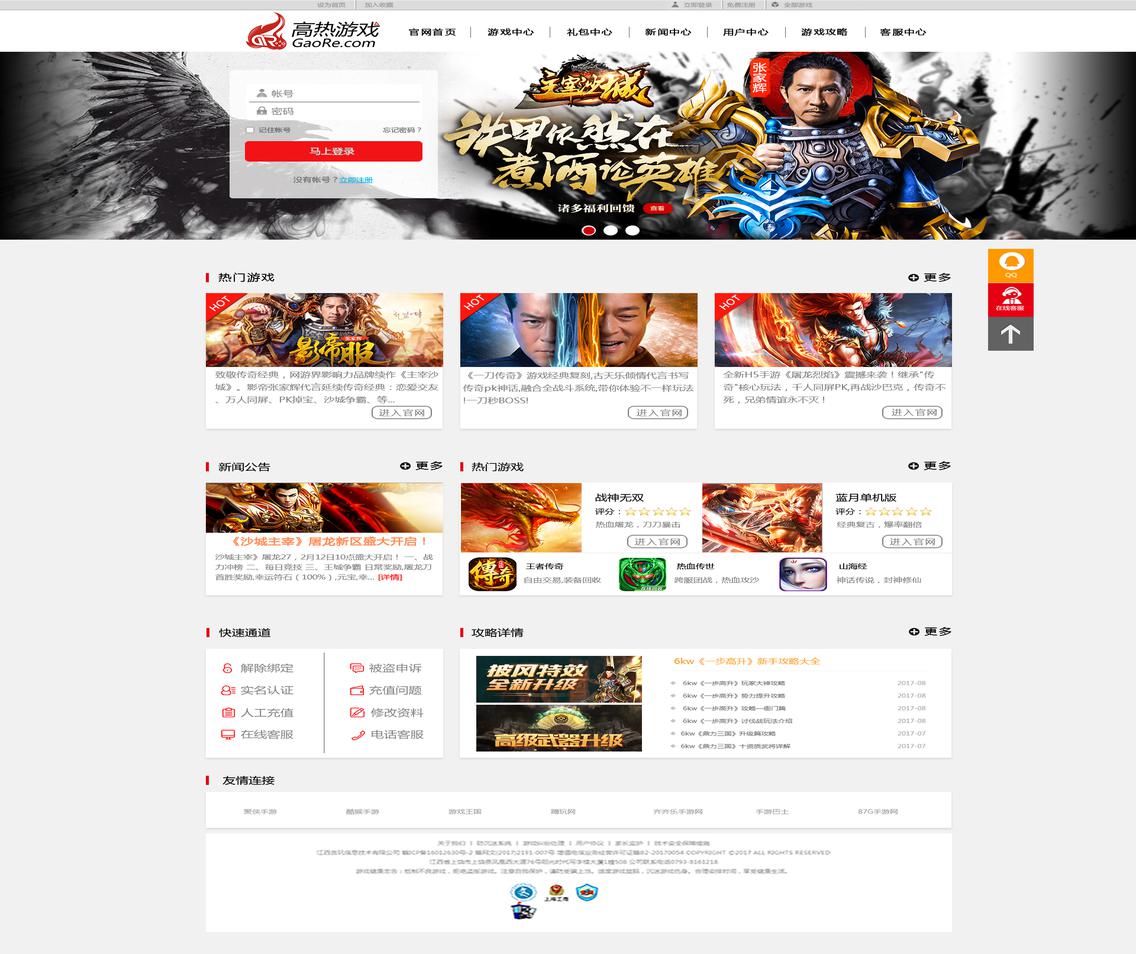 设为首页
加入收藏
立即登录
免费注册
全部游戏
高热游戏
GaoRe.com
官网首页
游戏中心
礼包中心
新闻中心
用户中心
游戏攻略
客服中心
帐号
密码
记住帐号
忘记密码？
马上登录
没有帐号？立即注册
主宰沙城
铁甲依然在
煮酒论英雄
诸多福利回馈
查看
张家辉
QQ
在线客服
热门游戏
更多
HOT
影帝服
致敬传奇经典，网游界影响力品牌续作《主宰沙
城》。影帝张家辉代言延续传奇经典：恋爱交友
、万人同屏、PK掉宝、沙城争霸、等...
进入官网
HOT
《一刀传奇》游戏经典复刻,古天乐倾情代言书写
传奇pk神话,融合全战斗系统,带你体验不一样玩法
!一刀秒BOSS!
进入官网
HOT
全新H5手游《屠龙烈焰》震撼来袭！继承"传
奇"核心玩法，千人同屏PK,再战沙巴克，传奇不
死，兄弟情谊永不灭！
进入官网
新闻公告
更多
《沙城主宰》屠龙新区盛大开启！
沙城主宰》屠龙27，2月12日10点盛大开启！ 一、战
力冲榜 二、每日竞技 三、王城争霸 日常奖励,屠龙刀
首胜奖励,幸运符石（100%）,元宝,幸... [详情]
热门游戏
更多
战神无双
评分：
热血屠龙，刀刀暴击
进入官网
蓝月单机版
评分：
经典复古，爆率翻倍
进入官网
传奇
王者传奇
自由交易,装备回收
热血传世
跨服团战，热血攻沙
山海经
神话传说，封神修仙
快速通道
解除绑定
实名认证
人工充值
在线客服
被盗申诉
充值问题
修改资料
电话客服
攻略详情
更多
披风特效
全新升级
高级武器升级
6kw《一步高升》新手攻略大全
6kw《一步高升》玩家大神攻略
2017-08
6kw《一步高升》势力提升攻略
2017-08
6kw《一步高升》攻略—衙门篇
2017-08
6kw《一步高升》讨伐战玩法介绍
2017-08
6kw《鼎力三国》升级篇攻略
2017-07
6kw《鼎力三国》十资质武将详解
2017-07
友情连接
聚侠手游
酷娱手游
游戏王国
嗨玩网
齐齐乐手游网
手游巴士
87G手游网
关于我们 | 防沉迷系统 | 游戏纠纷处理 | 用户协议 | 家长监护 | 技术安全保障措施
上海工商